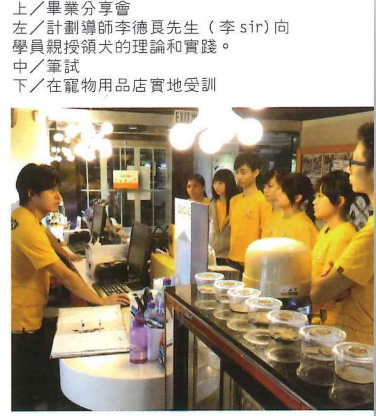 上／畢業分享會
左／計劃導師李德良先生（李sir)向
學員親授領犬的理論和實踐。
中／筆試
下／在寵物用品店實地受訓
EXIT